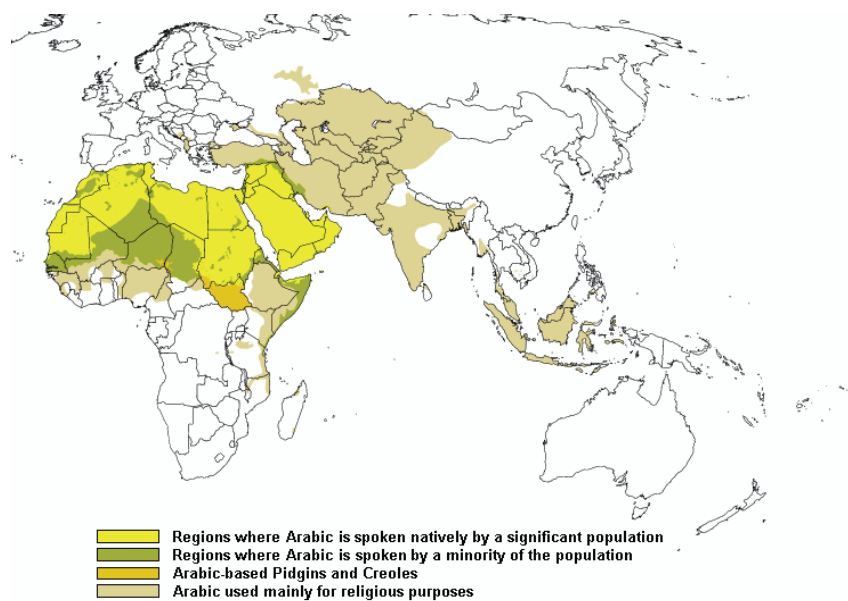 Regions where Arabic is spoken natively by a significant population
Regions where Arabic is spoken by a minority of the population
Arabic-based Pidgins and Creoles
Arabic used mainly for religious purposes